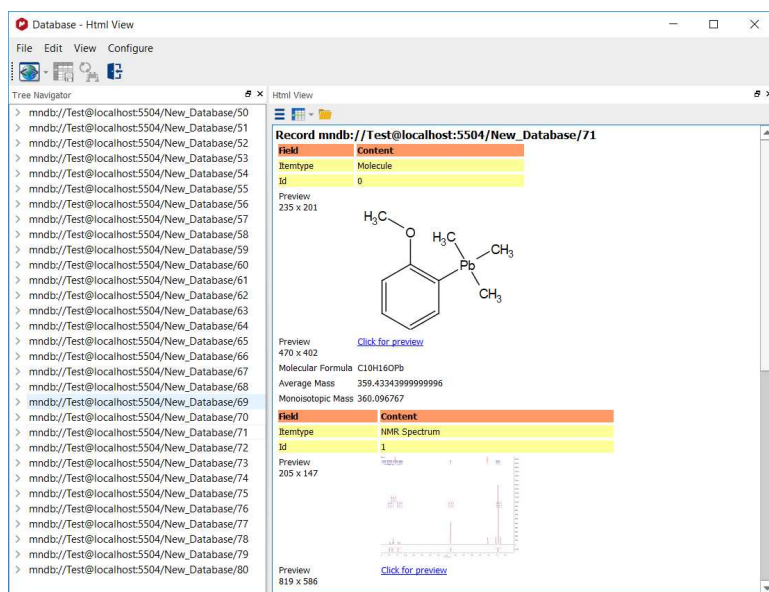 Database - Html View
File Edit View Configure
Tree Navigator
mndb://Test@localhost:5504/New_Database/50
mndb://Test@localhost:5504/New_Database/51
mndb://Test@localhost:5504/New_Database/52
mndb://Test@localhost:5504/New_Database/53
mndb://Test@localhost:5504/New_Database/54
mndb://Test@localhost:5504/New_Database/55
mndb://Test@localhost:5504/New_Database/56
mndb://Test@localhost:5504/New_Database/57
mndb://Test@localhost:5504/New_Database/58
mndb://Test@localhost:5504/New_Database/59
mndb://Test@localhost:5504/New_Database/60
mndb://Test@localhost:5504/New_Database/61
mndb://Test@localhost:5504/New_Database/62
mndb://Test@localhost:5504/New_Database/63
mndb://Test@localhost:5504/New_Database/64
mndb://Test@localhost:5504/New_Database/65
mndb://Test@localhost:5504/New_Database/66
mndb://Test@localhost:5504/New_Database/67
mndb://Test@localhost:5504/New_Database/68
mndb://Test@localhost:5504/New_Database/69
mndb://Test@localhost:5504/New_Database/70
mndb://Test@localhost:5504/New_Database/71
mndb://Test@localhost:5504/New_Database/72
mndb://Test@localhost:5504/New_Database/73
mndb://Test@localhost:5504/New_Database/74
mndb://Test@localhost:5504/New_Database/75
mndb://Test@localhost:5504/New_Database/76
mndb://Test@localhost:5504/New_Database/77
mndb://Test@localhost:5504/New_Database/78
mndb://Test@localhost:5504/New_Database/79
mndb://Test@localhost:5504/New_Database/80
Html View
Record mndb://Test@localhost:5504/New_Database/71
Field Content
Itemtype Molecule
Id 0
Preview
235 x 201
H3C
O
H3C
CH3
Pb
CH3
Preview Click for preview
470 x 402
Molecular Formula C10H16OPb
Average Mass 359.43343999999996
Monoisotopic Mass 360.096767
Field Content
Itemtype NMR Spectrum
Id 1
Preview
205 x 147
Preview Click for preview
819 x 586